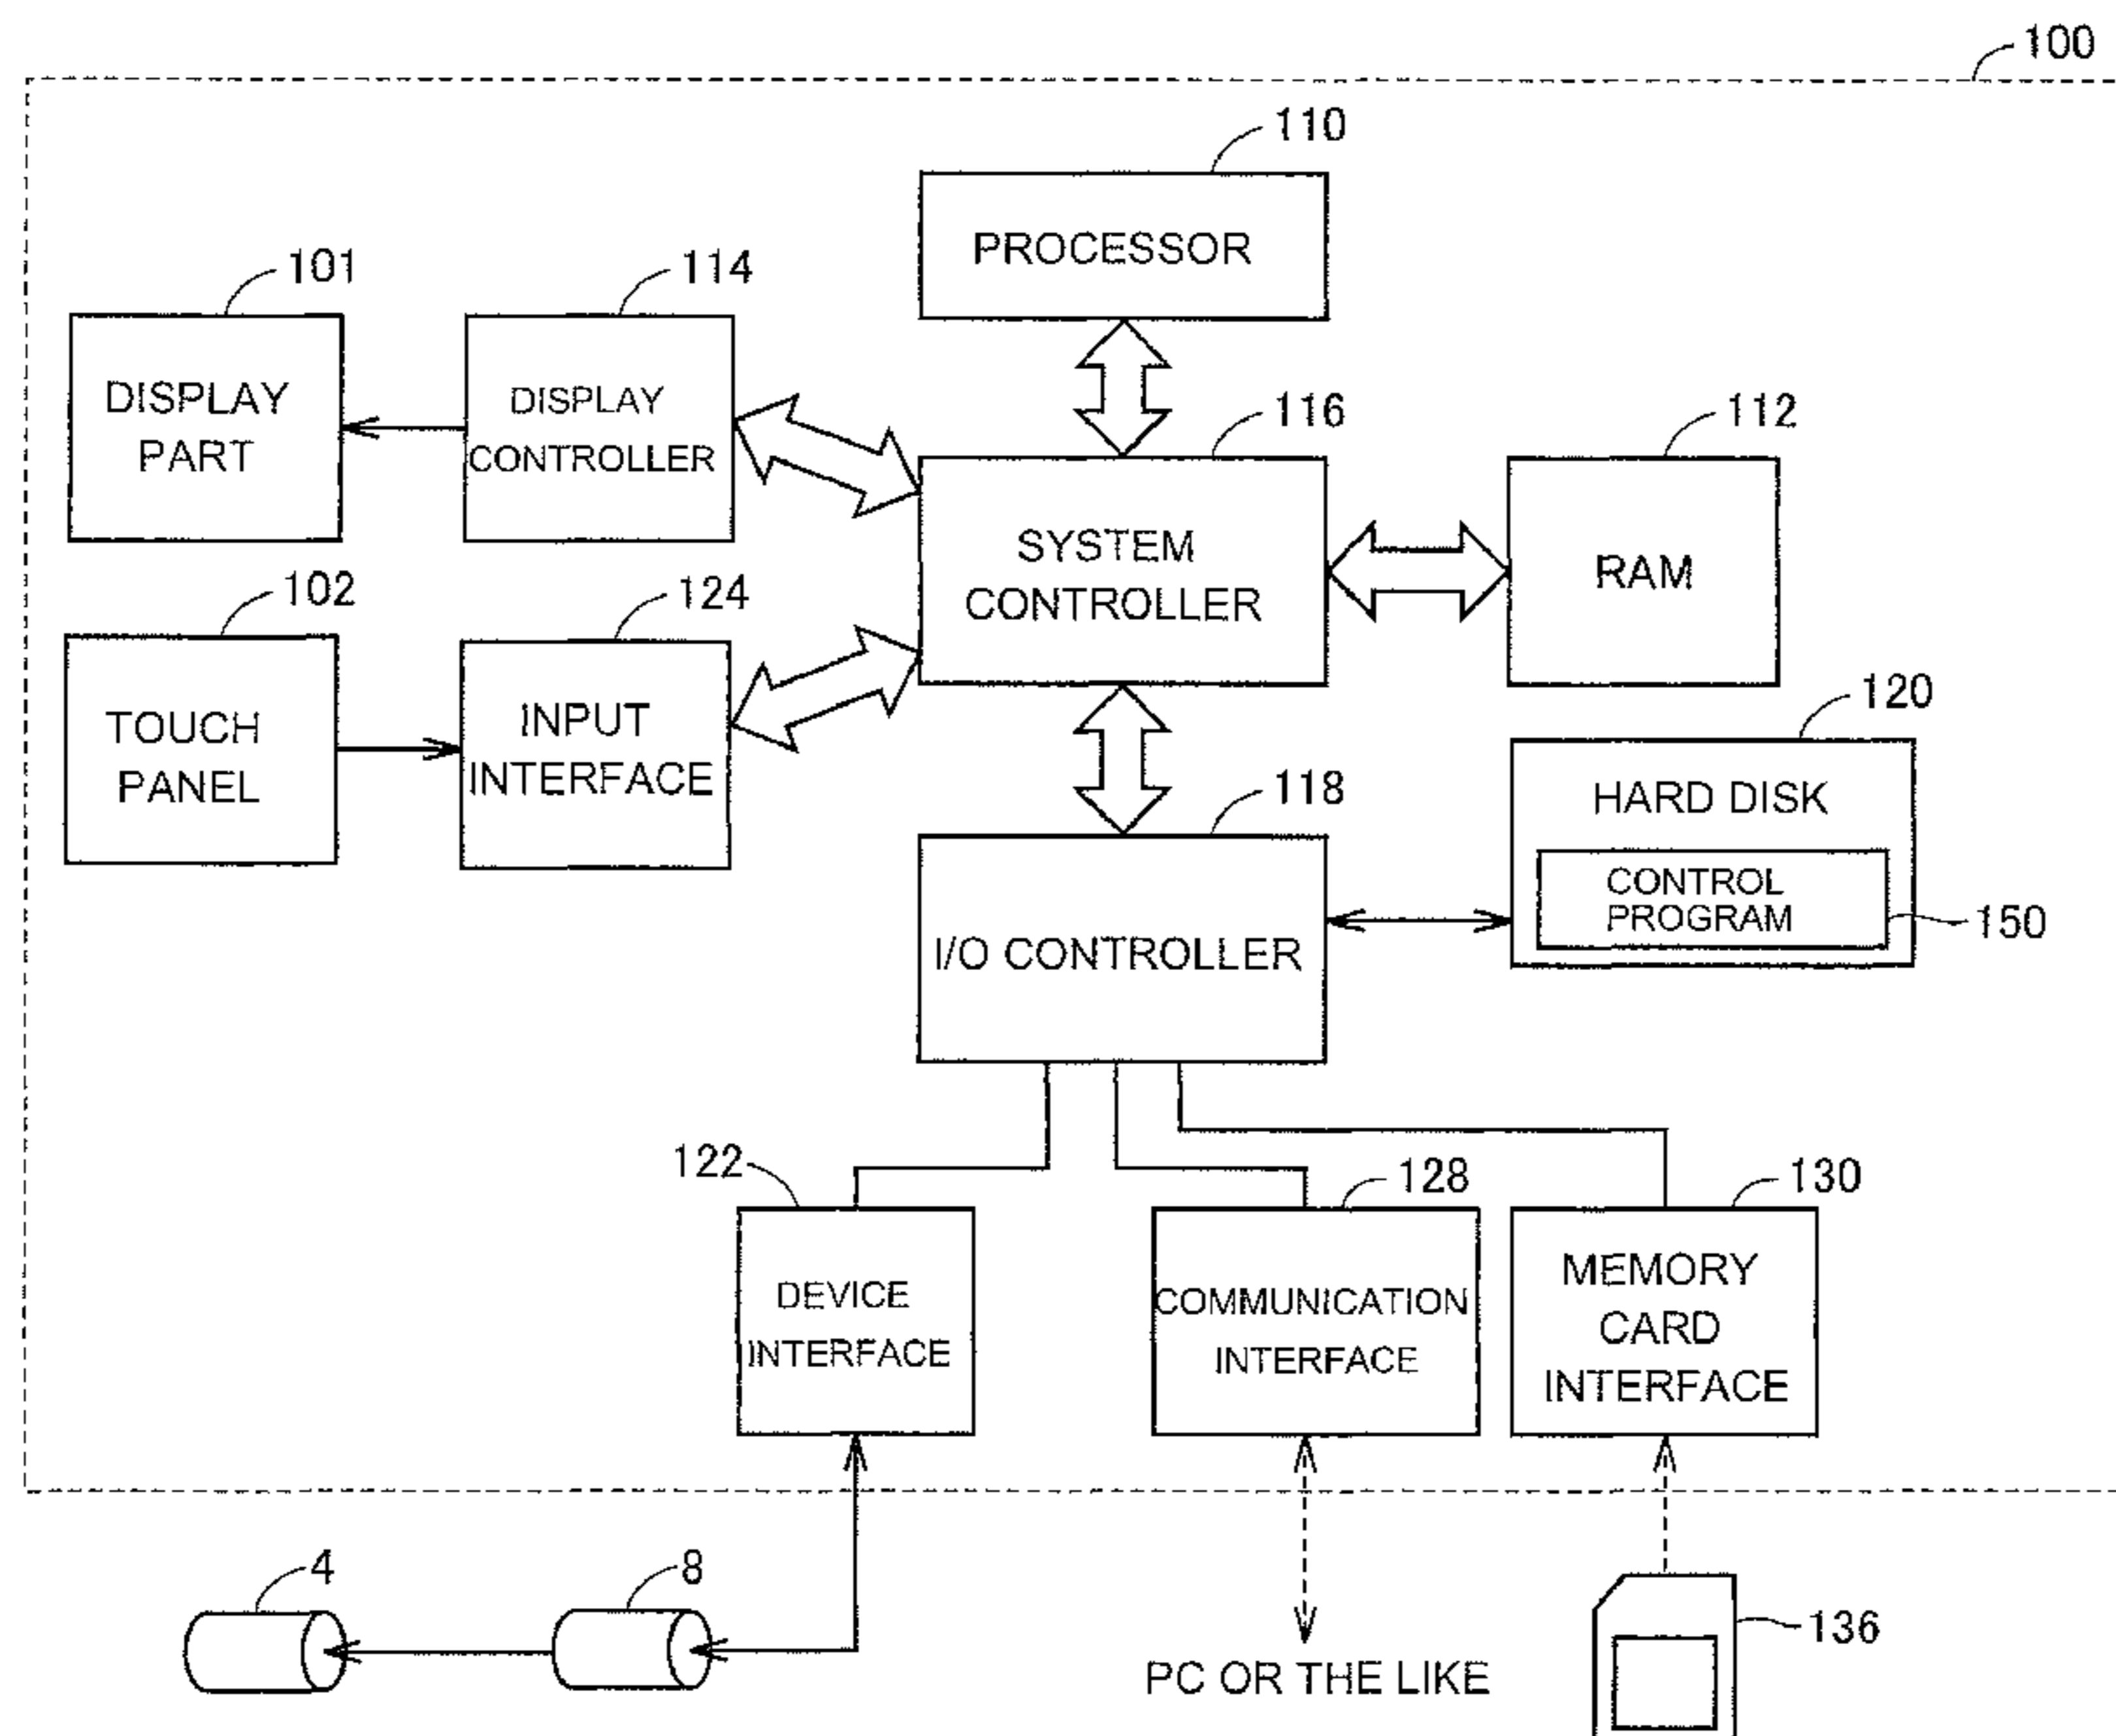 100
110
PROCESSOR
101
114
DISPLAY
PART
DISPLAY
CONTROLLER
116
112
SYSTEM
CONTROLLER
RAM
102
124
TOUCH
PANEL
INPUT
INTERFACE
120
HARD DISK
CONTROL
PROGRAM
150
118
I/O CONTROLLER
122
128
130
DEVICE
INTERFACE
COMMUNICATION
INTERFACE
MEMORY
CARD
INTERFACE
4
8
PC OR THE LIKE
136